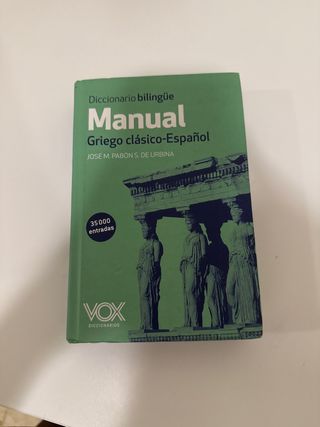 Diccionario bilingüe
Manual
Griego clásico-Español
JOSÉ M. PABÓN S. DE URBINA
35 000
entradas
VOX
DICCIONARIOS